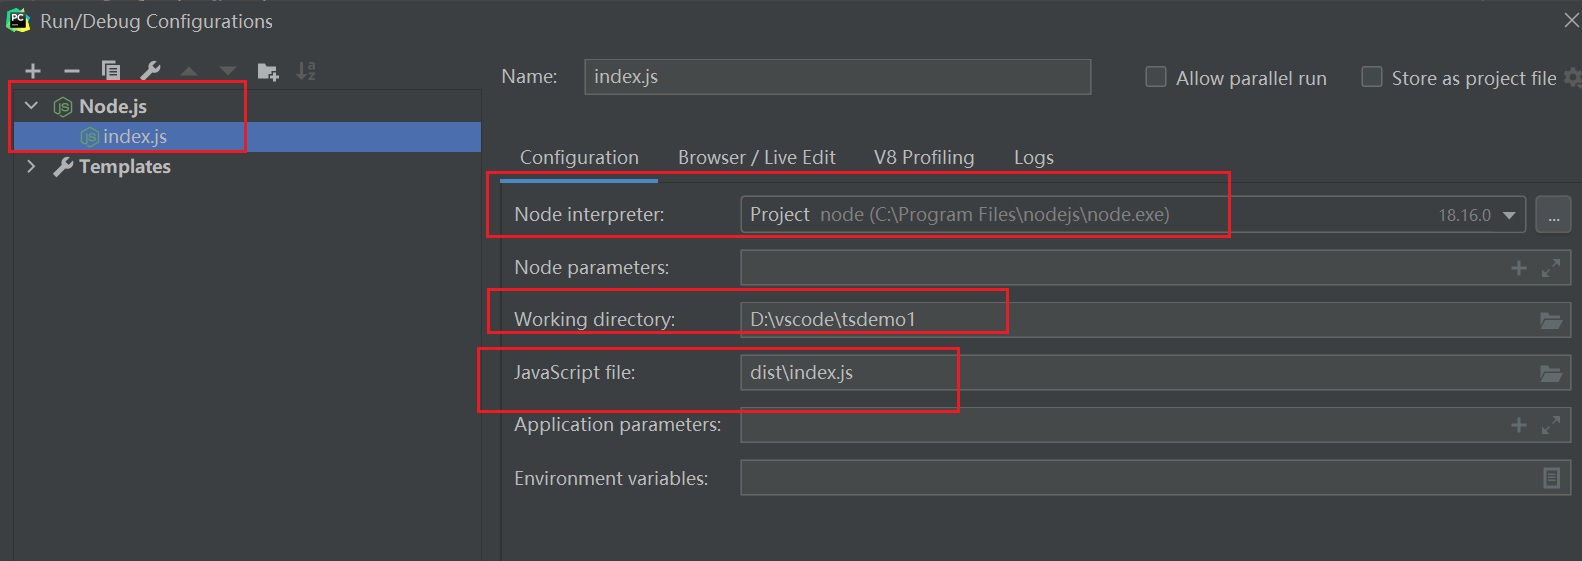 PC
Run/Debug Configurations
Node.js
index.js
Templates
Name: index.js
Allow parallel run
Store as project file
Configuration
Browser / Live Edit
V8 Profiling
Logs
Node interpreter: Project node (C:\Program Files\nodejs\node.exe) 18.16.0 ...
Node parameters:
Working directory: D:\vscode\tsdemo1
JavaScript file: dist\index.js
Application parameters:
Environment variables: